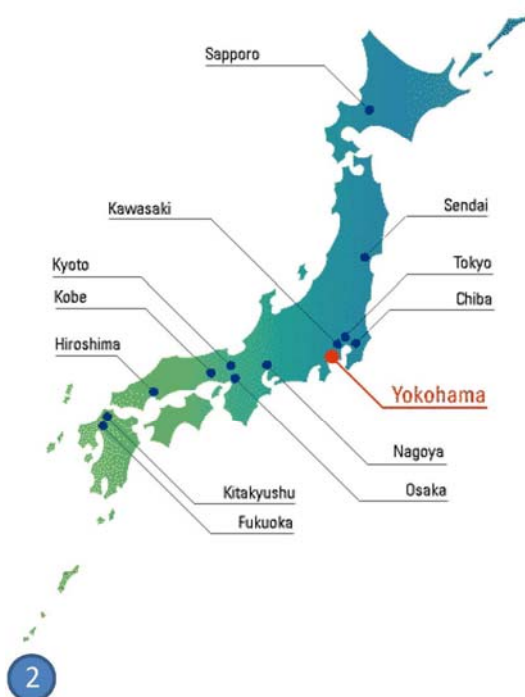 Sapporo
Kawasaki
Sendai
Kyoto
Tokyo
Kobe
Chiba
Hiroshima
Yokohama
Nagoya
Kitakyushu
Osaka
Fukuoka
2